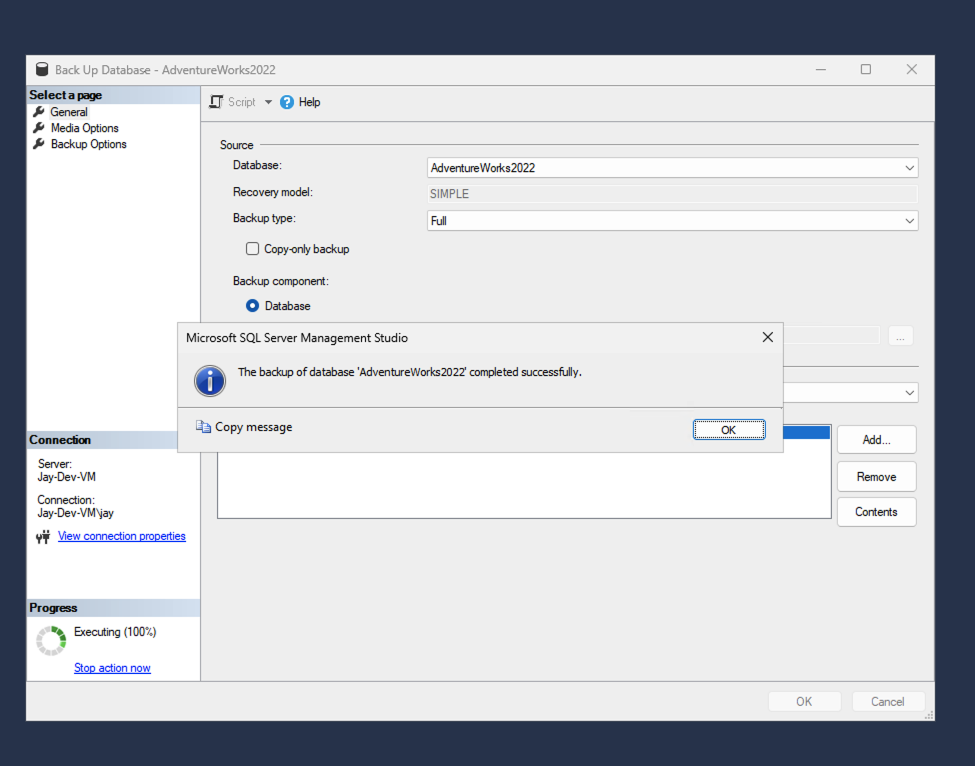 Back Up Database - AdventureWorks2022
Select a page
General
Media Options
Backup Options
Script
Help
Source
Database:
AdventureWorks2022
Recovery model:
SIMPLE
Backup type:
Full
Copy-only backup
Backup component:
Database
...
Microsoft SQL Server Management Studio
The backup of database 'AdventureWorks2022' completed successfully.
Copy message
OK
Add...
Remove
Contents
Connection
Server:
Jay-Dev-VM
Connection:
Jay-Dev-VM\jay
View connection properties
Progress
Executing (100%)
Stop action now
OK
Cancel